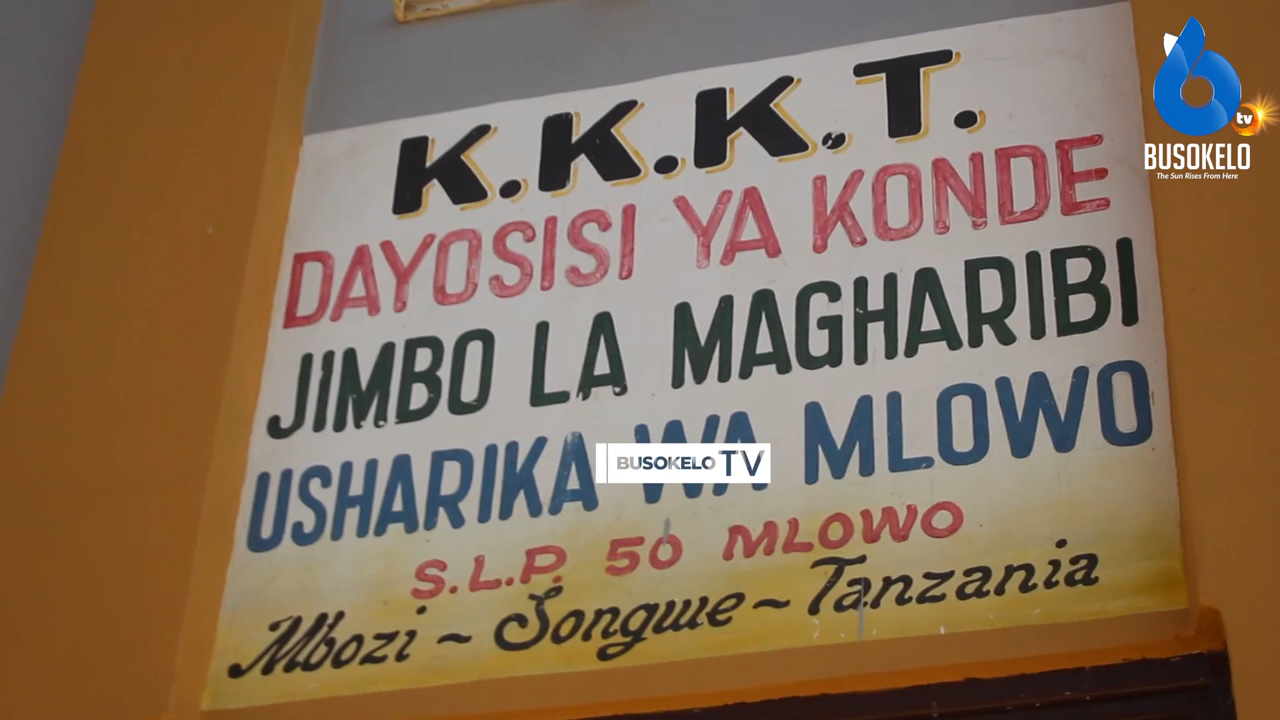 K.K.K.T.
DAYOSISI YA KONDE
JIMBO LA MAGHARIBI
USHARIKA WA MLOWO
S.L.P. 50 MLOWO
Mbozi ~ Songwe ~ Tanzania
BUSOKELO TV
tv
BUSOKELO
The Sun Rises From Here